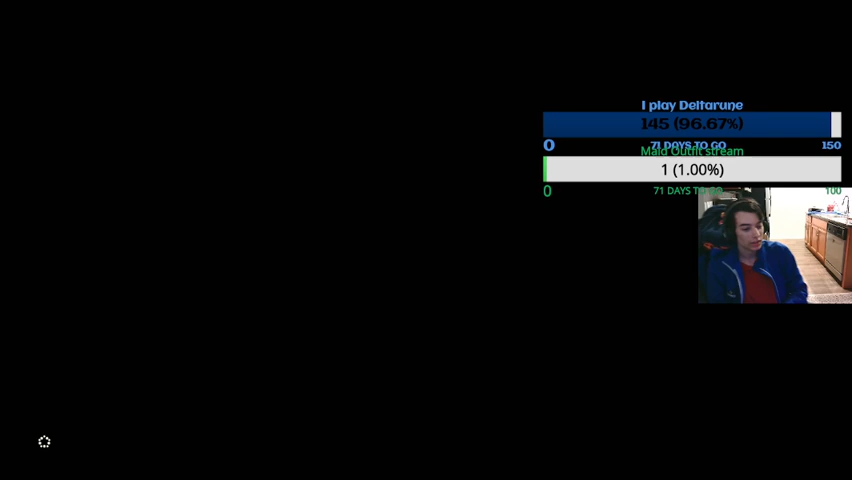 I play Deltarune
145 (96.67%)
0 71 DAYS TO GO 150
Maid Outfit stream
1 (1.00%)
0 71 DAYS TO GO 100